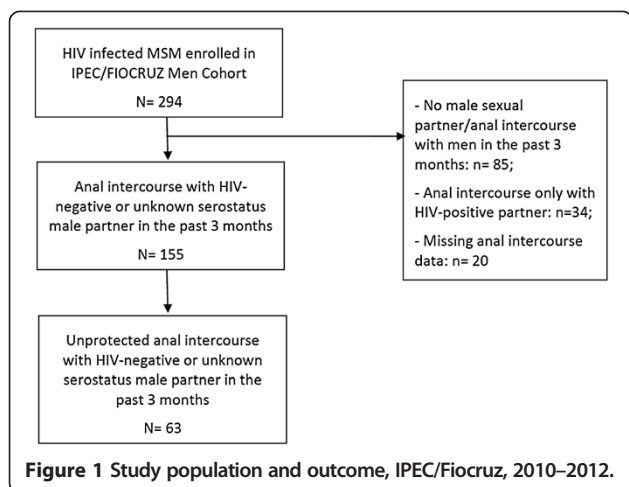 HIV infected MSM enrolled in
IPEC/FIOCRUZ Men Cohort
N= 294
- No male sexual
partner/anal intercourse
with men in the past 3
months: n= 85;
- Anal intercourse only with
HIV-positive partner: n=34;
- Missing anal intercourse
data: n= 20
Anal intercourse with HIV-
negative or unknown serostatus
male partner in the past 3 months
N= 155
Unprotected anal intercourse
with HIV-negative or unknown
serostatus male partner in the
past 3 months
N= 63
Figure 1 Study population and outcome, IPEC/Fiocruz, 2010–2012.